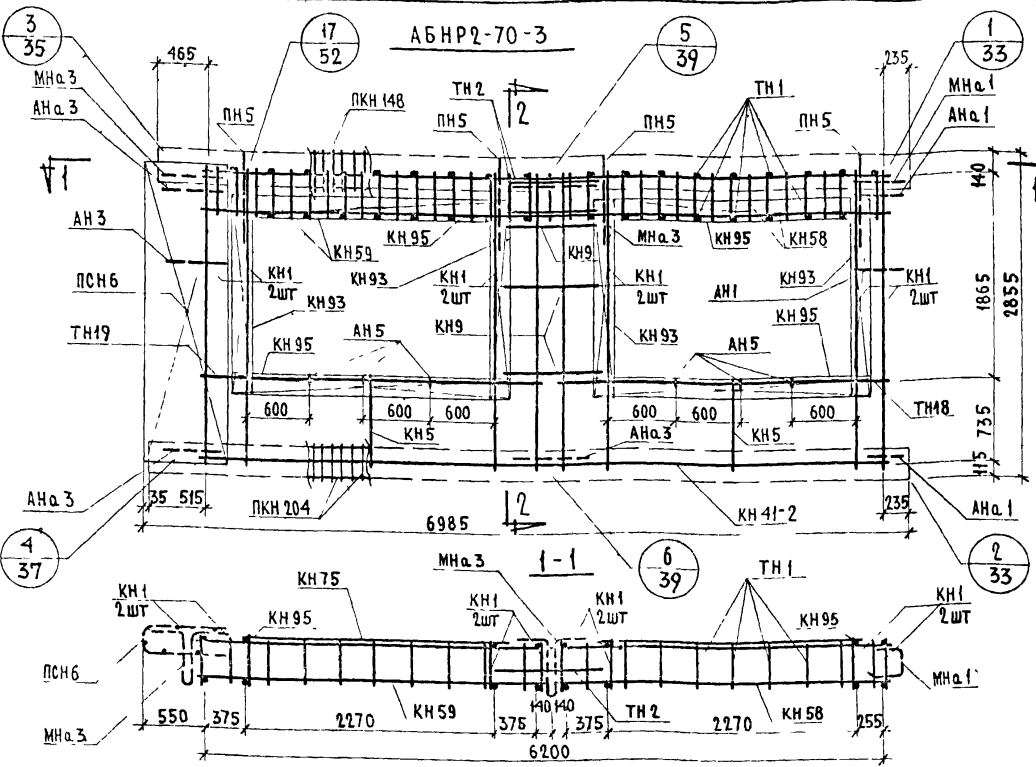 3
35
17
52
АБНР2-70-3
5
39
1
33
465
235
МНа3
АНа3
ПН5
ПКН148
ТН2
2
ПН5
ПН5
ТН1
ПН5
МНа1
АНа1
1
140
АН3
КН59
КН95
КН9
МНа3
КН95
КН58
ПСН6
КН1
2шт
КН93
КН93
КН1
2шт
КН9
КН1
2шт
КН93
АН1
КН93
КН1
2шт
1865
2855
ТН19
КН95
АН5
АН5
КН95
600
600
600
600
600
600
ТН18
КН5
АНа3
КН5
735
115
АНа3
35
515
ПКН204
2
КН41-2
235
АНа1
6985
4
37
6
39
2
33
1-1
МНа3
КН1
2шт
КН75
КН95
КН1
2шт
КН1
2шт
ТН1
КН95
КН1
2шт
ПСН6
МНа3
КН59
ТН2
КН58
МНа1
550
375
2270
375
140
140
375
2270
255
6200